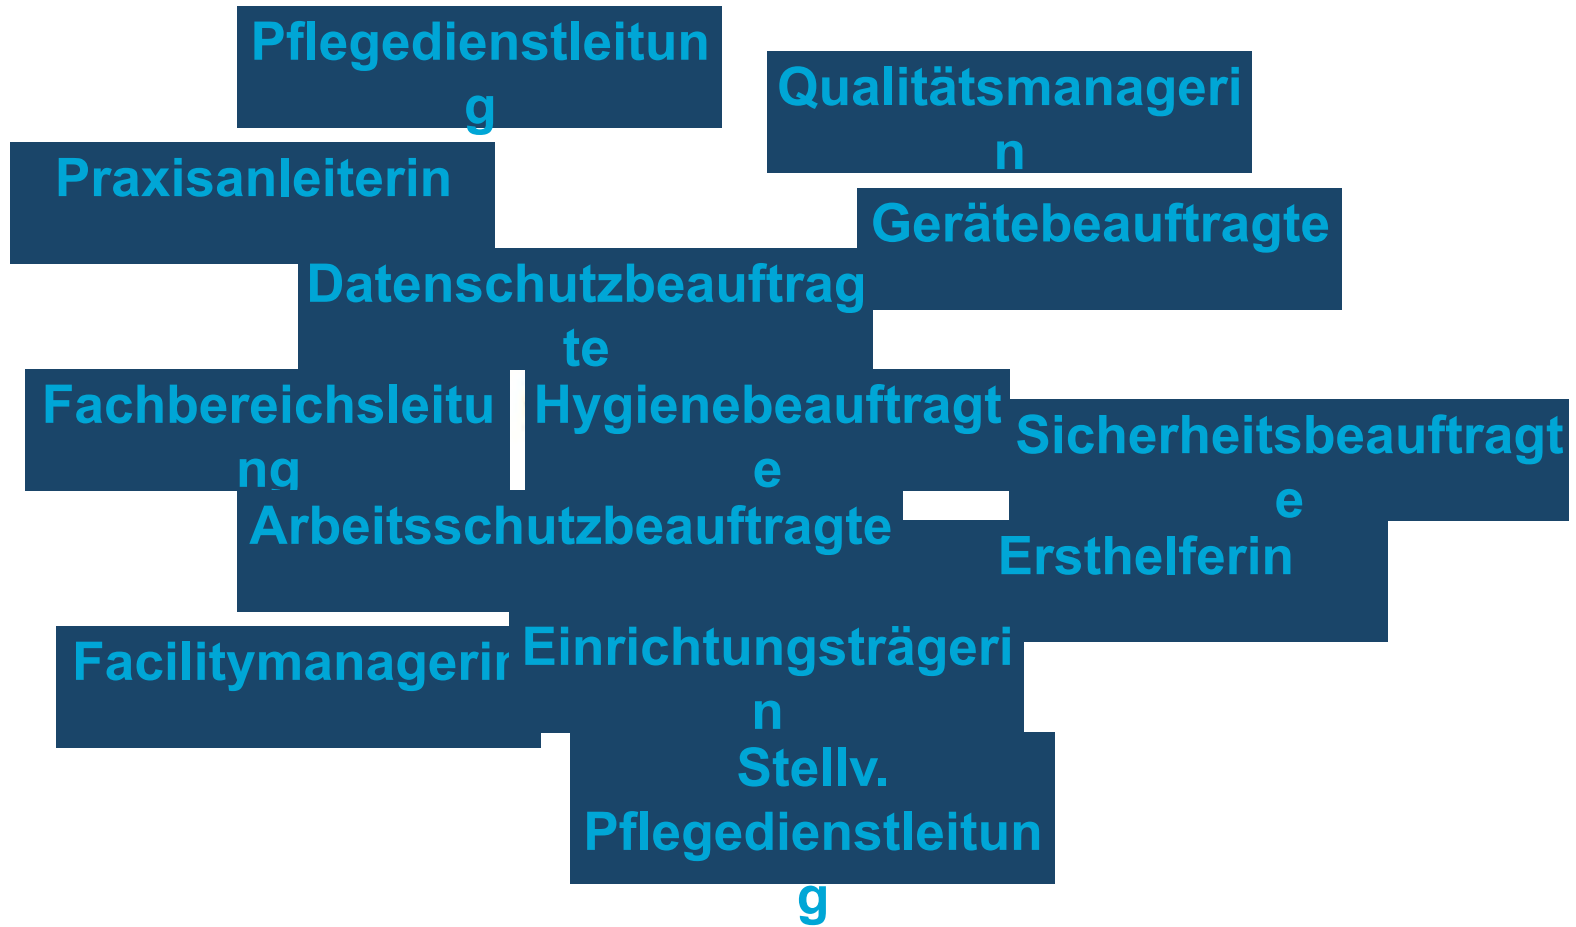 Pflegedienstleitun
g
Qualitätsmanageri
n
Praxisanleiterin
Gerätebeauftragte
Datenschutzbeauftrag
te
Fachbereichsleitu
ng
Hygienebeauftragt
e
Sicherheitsbeauftragt
e
Arbeitsschutzbeauftragte
Ersthelferin
Facilitymanagerin
Einrichtungsträgeri
n
Stellv.
Pflegedienstleitun
g